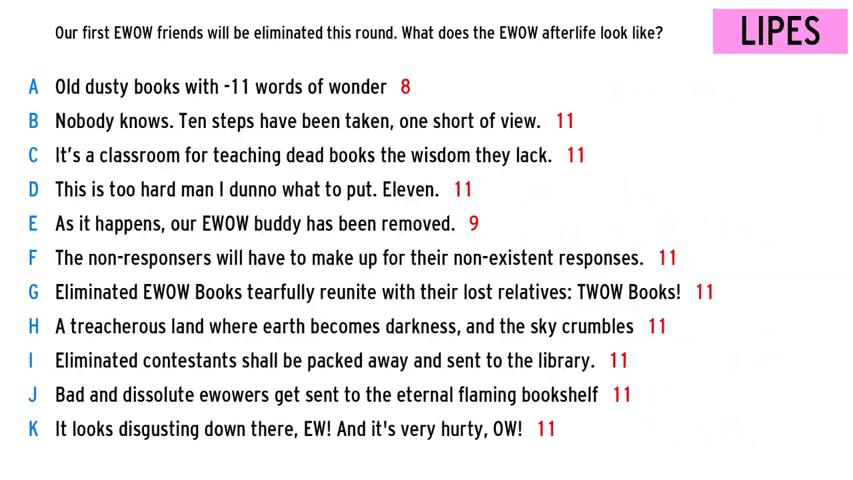 Our first EWOW friends will be eliminated this round. What does the EWOW afterlife look like?
LIPES
A Old dusty books with -11 words of wonder 8
B Nobody knows. Ten steps have been taken, one short of view. 11
C It's a classroom for teaching dead books the wisdom they lack. 11
D This is too hard man I dunno what to put. Eleven. 11
E As it happens, our EWOW buddy has been removed. 9
F The non-responsers will have to make up for their non-existent responses. 11
G Eliminated EWOW Books tearfully reunite with their lost relatives: TWOW Books! 11
H A treacherous land where earth becomes darkness, and the sky crumbles 11
I Eliminated contestants shall be packed away and sent to the library. 11
J Bad and dissolute ewowers get sent to the eternal flaming bookshelf 11
K It looks disgusting down there, EW! And it's very hurty, OW! 11